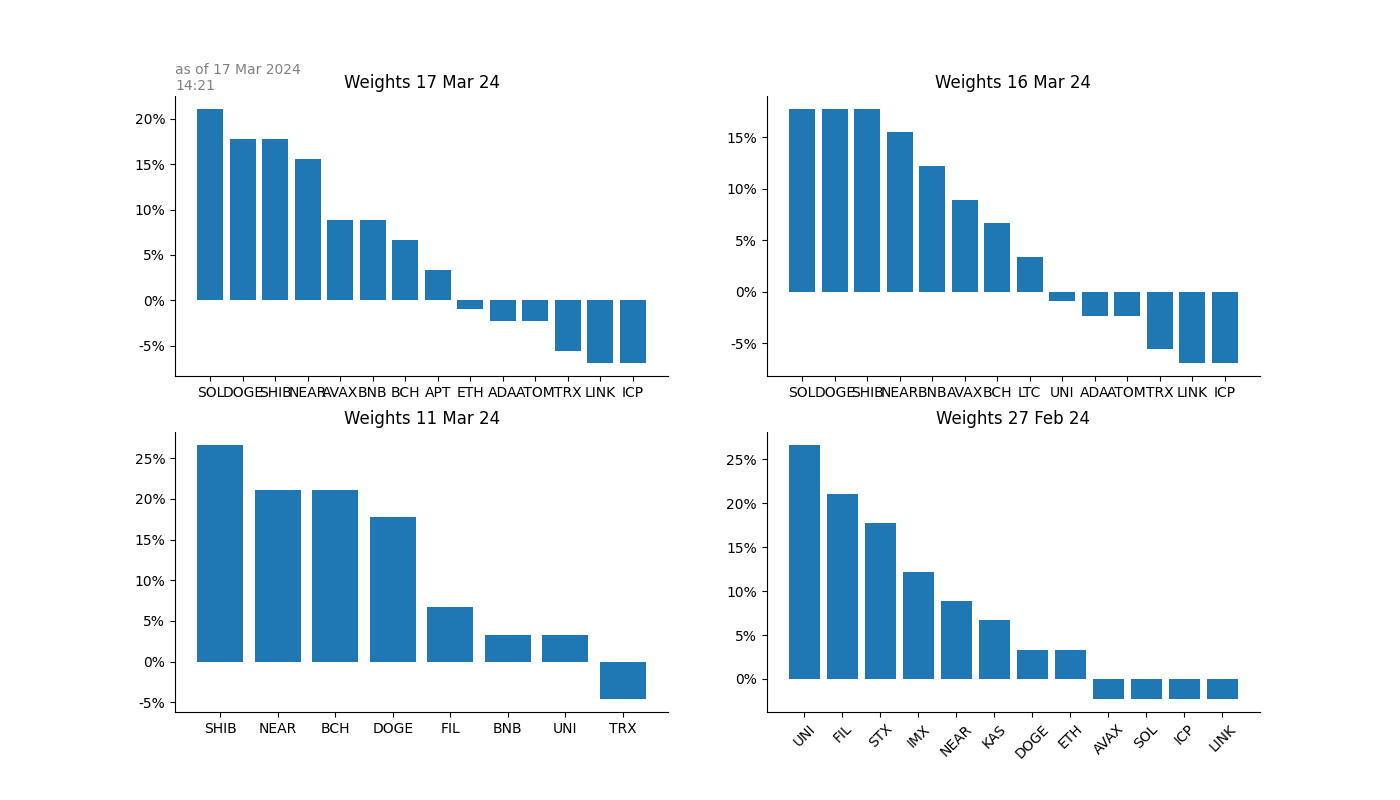 as of 17 Mar 2024
14:21
Weights 17 Mar 24
20%
15%
10%
5%
0%
-5%
SOL DOGE SHIB NEAR AVAX BNB BCH APT ETH ADA ATOM TRX LINK ICP
Weights 16 Mar 24
15%
10%
5%
0%
-5%
SOL DOGE SHIB NEAR BNB AVAX BCH LTC UNI ADA ATOM TRX LINK ICP
Weights 11 Mar 24
25%
20%
15%
10%
5%
0%
-5%
SHIB NEAR BCH DOGE FIL BNB UNI TRX
Weights 27 Feb 24
25%
20%
15%
10%
5%
0%
UNI FIL STX IMX NEAR KAS DOGE ETH AVAX SOL ICP LINK